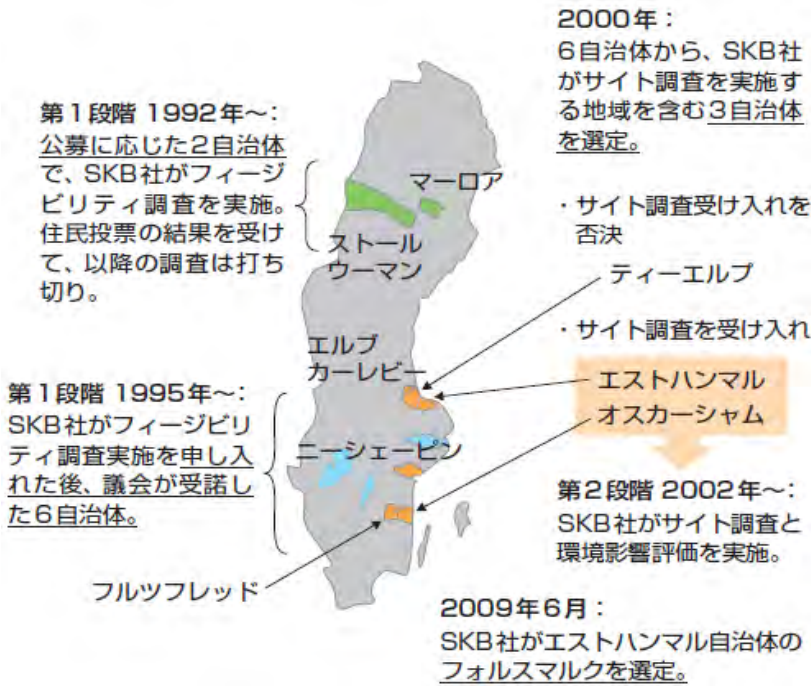 第1段階 1992年～：
公募に応じた2自治体
で、SKB社がフィージ
ビリティ調査を実施。
住民投票の結果を受け
て、以降の調査は打ち
切り。
マーロア
ストール
ウーマン
2000年：
6自治体から、SKB社
がサイト調査を実施す
る地域を含む3自治体
を選定。
・サイト調査受け入れを
否決
ティーエルプ
・サイト調査を受け入れ
エストハンマル
オスカーシャム
エルブ
カーレビー
ニーシェーピン
第1段階 1995年～：
SKB社がフィージビリ
ティ調査実施を申し入
れた後、議会が受諾し
た6自治体。
フルツフレッド
第2段階 2002年～：
SKB社がサイト調査と
環境影響評価を実施。
2009年6月：
SKB社がエストハンマル自治体の
フォルスマルクを選定。